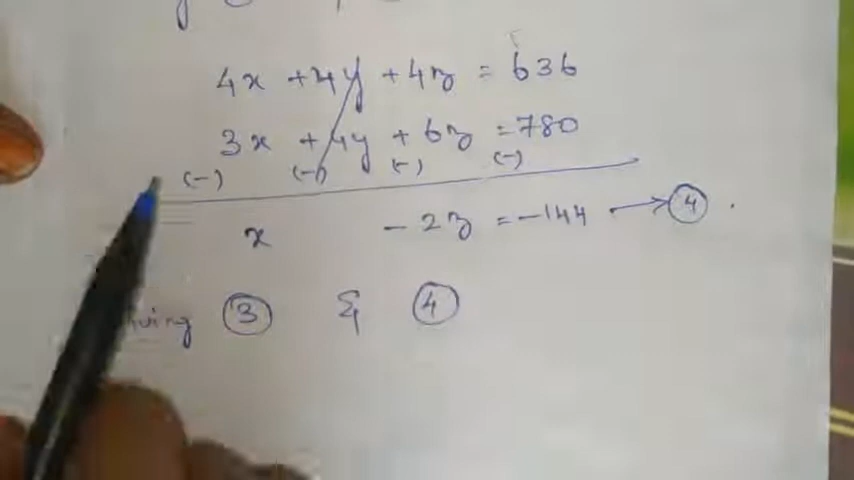 4x + 4y + 4z = 636
3x + 4y + 6z = 780
(-) (-) (-) (-)
x - 2z = -144 → 4 .
3 & 4